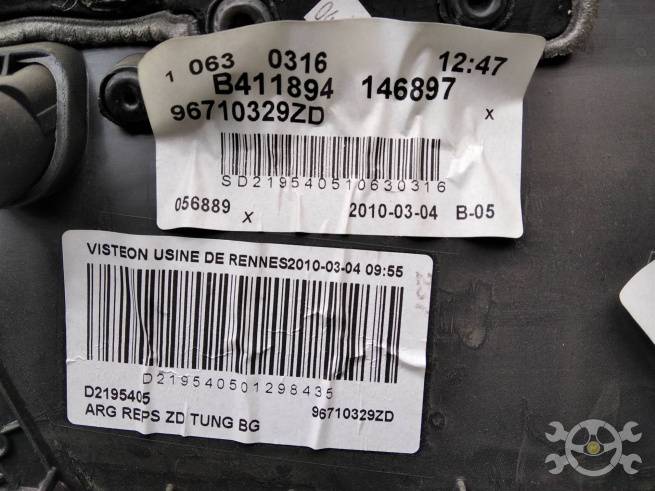 1 063 0316 12:47
B411894 146897
96710329ZD x
SD219540510630316
056889 x 2010-03-04 B-05
VISTEON USINE DE RENNES2010-03-04 09:55
D219540501298435
D2195405 96710329ZD
ARG REPS ZD TUNG BG